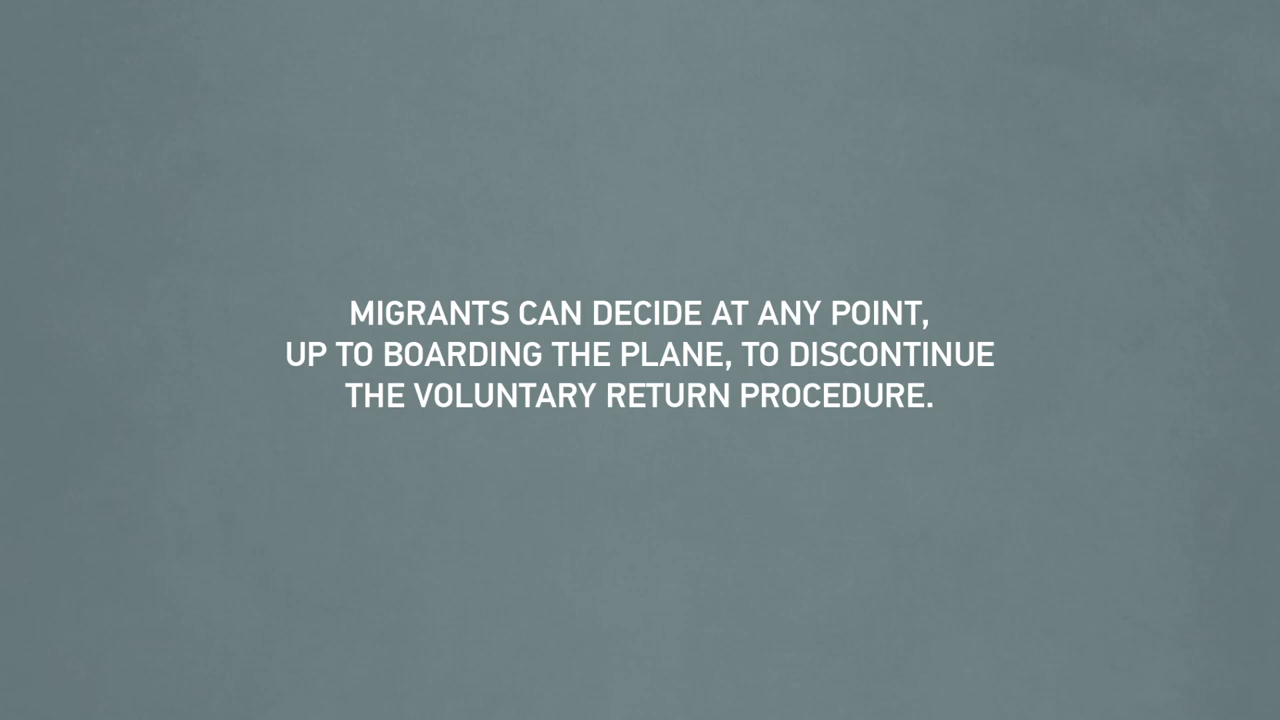 MIGRANTS CAN DECIDE AT ANY POINT,
UP TO BOARDING THE PLANE, TO DISCONTINUE
THE VOLUNTARY RETURN PROCEDURE.